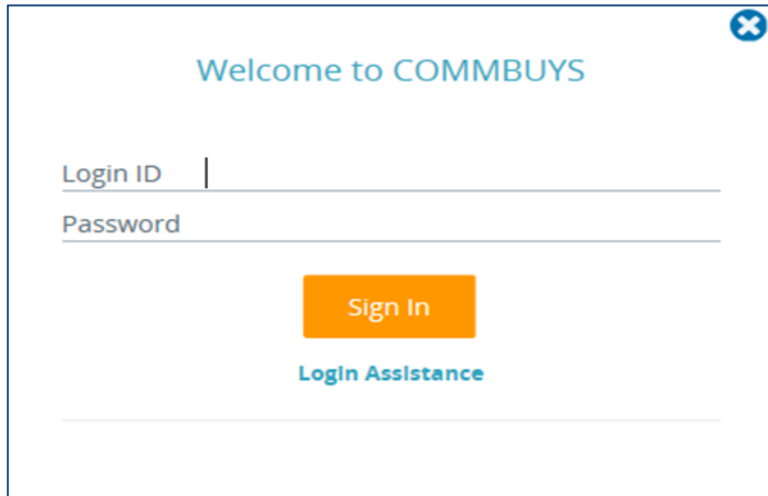 Welcome to COMMBUYS
Login ID
Password
Sign In
Login Assistance